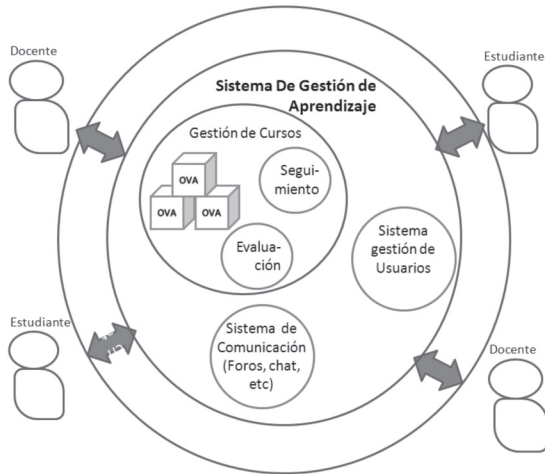 Docente
Estudiante
Sistema De Gestión de
Aprendizaje
Gestión de Cursos
OVA
OVA
OVA
Segui-
miento
Evalua-
ción
Sistema
gestión de
Usuarios
Estudiante
Sistema de
Comunicación
(Foros, chat,
etc)
Docente